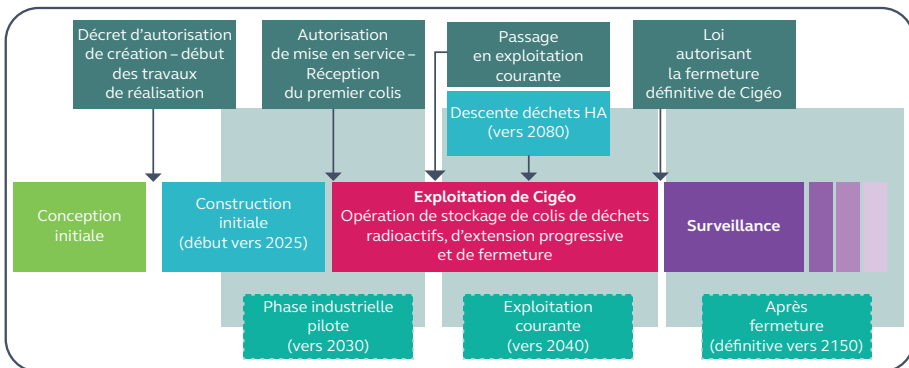 Décret d'autorisation
de création – début
des travaux
de réalisation
Autorisation
de mise en service –
Réception
du premier colis
Passage
en exploitation
courante
Descente déchets HA
(vers 2080)
Loi
autorisant
la fermeture
définitive de Cigéo
Conception
initiale
Construction
initiale
(début vers 2025)
Exploitation de Cigéo
Opération de stockage de colis de déchets
radioactifs, d'extension progressive
et de fermeture
Surveillance
Phase industrielle
pilote
(vers 2030)
Exploitation
courante
(vers 2040)
Après
fermeture
(définitive vers 2150)